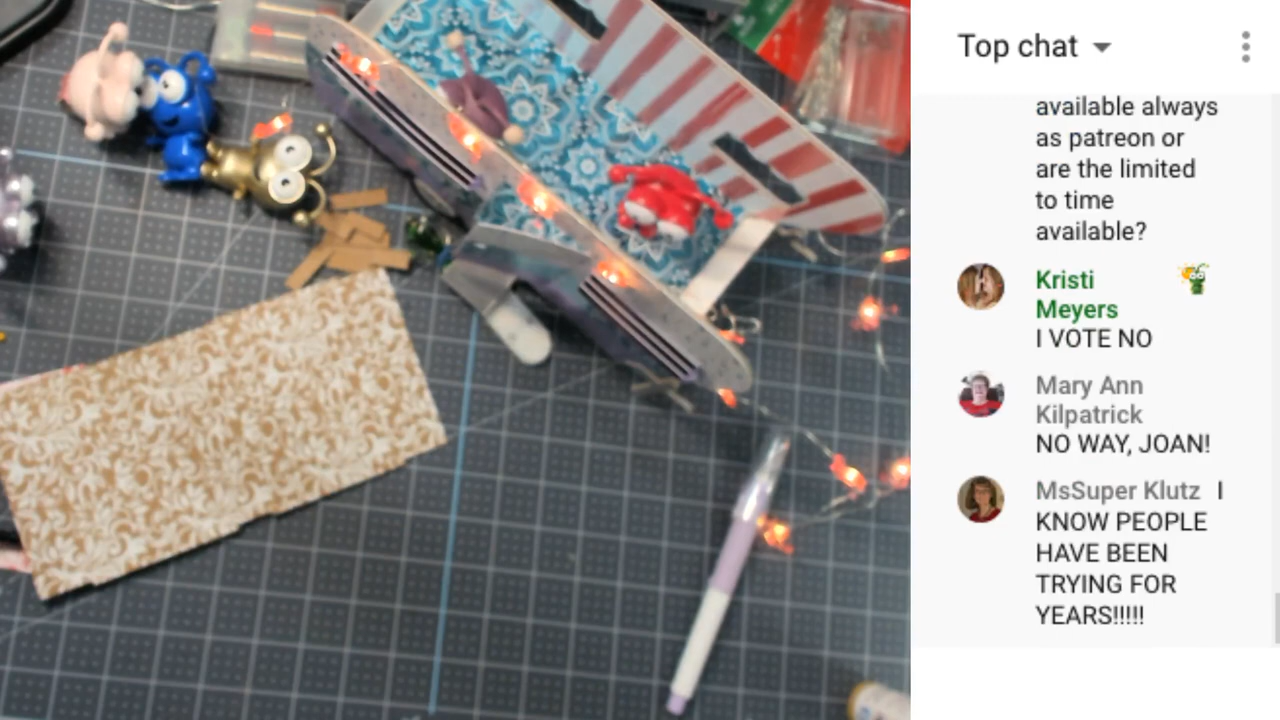 Top chat
available always
as patreon or
are the limited
to time
available?
Kristi
Meyers
I VOTE NO
Mary Ann
Kilpatrick
NO WAY, JOAN!
MsSuper Klutz I
KNOW PEOPLE
HAVE BEEN
TRYING FOR
YEARS!!!!!